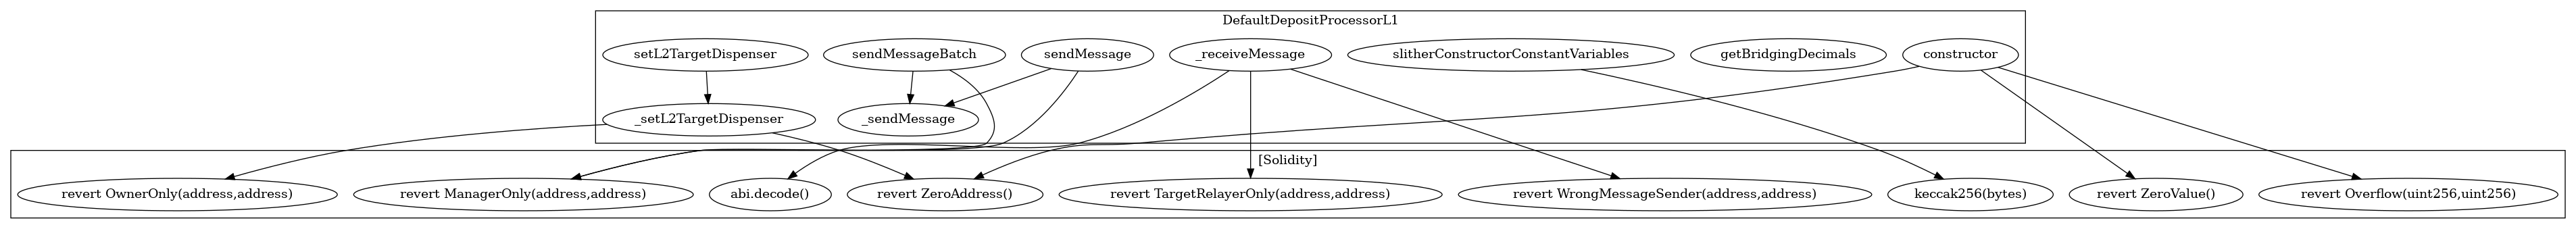 DefaultDepositProcessorL1
setL2TargetDispenser
sendMessageBatch
sendMessage
_receiveMessage
slitherConstructorConstantVariables
getBridgingDecimals
constructor
_setL2TargetDispenser
_sendMessage
[Solidity]
revert OwnerOnly(address,address)
revert ManagerOnly(address,address)
abi.decode()
revert ZeroAddress()
revert TargetRelayerOnly(address,address)
revert WrongMessageSender(address,address)
keccak256(bytes)
revert ZeroValue()
revert Overflow(uint256,uint256)